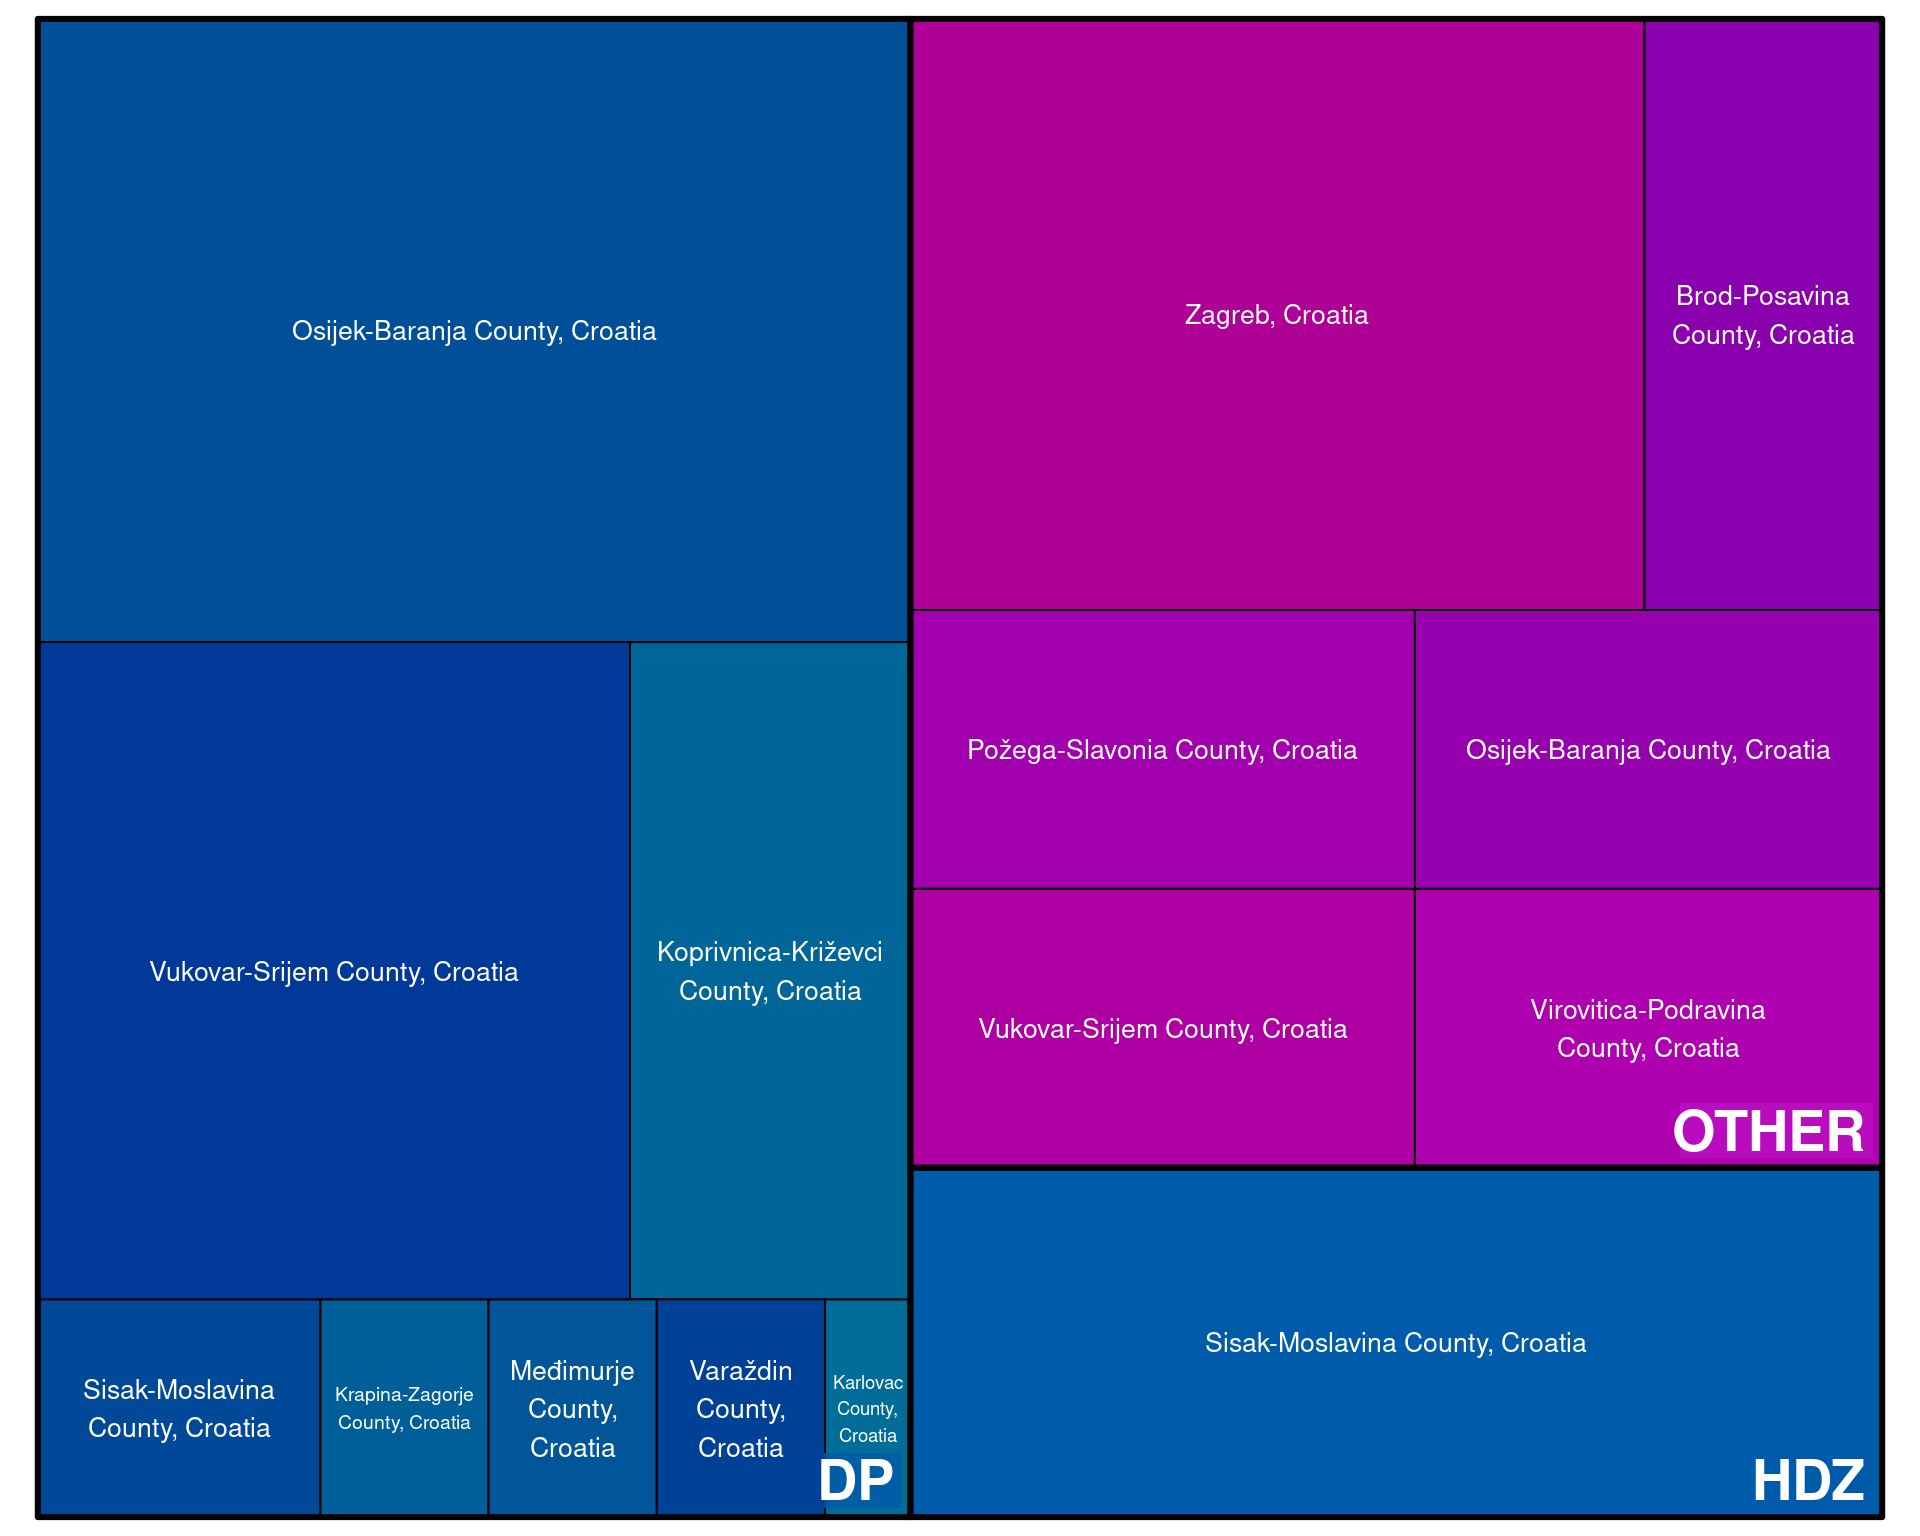 Osijek-Baranja County, Croatia
Vukovar-Srijem County, Croatia
Koprivnica-Križevci
County, Croatia
Sisak-Moslavina
County, Croatia
Krapina-Zagorje
County, Croatia
Međimurje
County,
Croatia
Varaždin
County,
Croatia
Karlovac
County,
Croatia
DP
Zagreb, Croatia
Brod-Posavina
County, Croatia
Požega-Slavonia County, Croatia
Osijek-Baranja County, Croatia
Vukovar-Srijem County, Croatia
Virovitica-Podravina
County, Croatia
OTHER
Sisak-Moslavina County, Croatia
HDZ